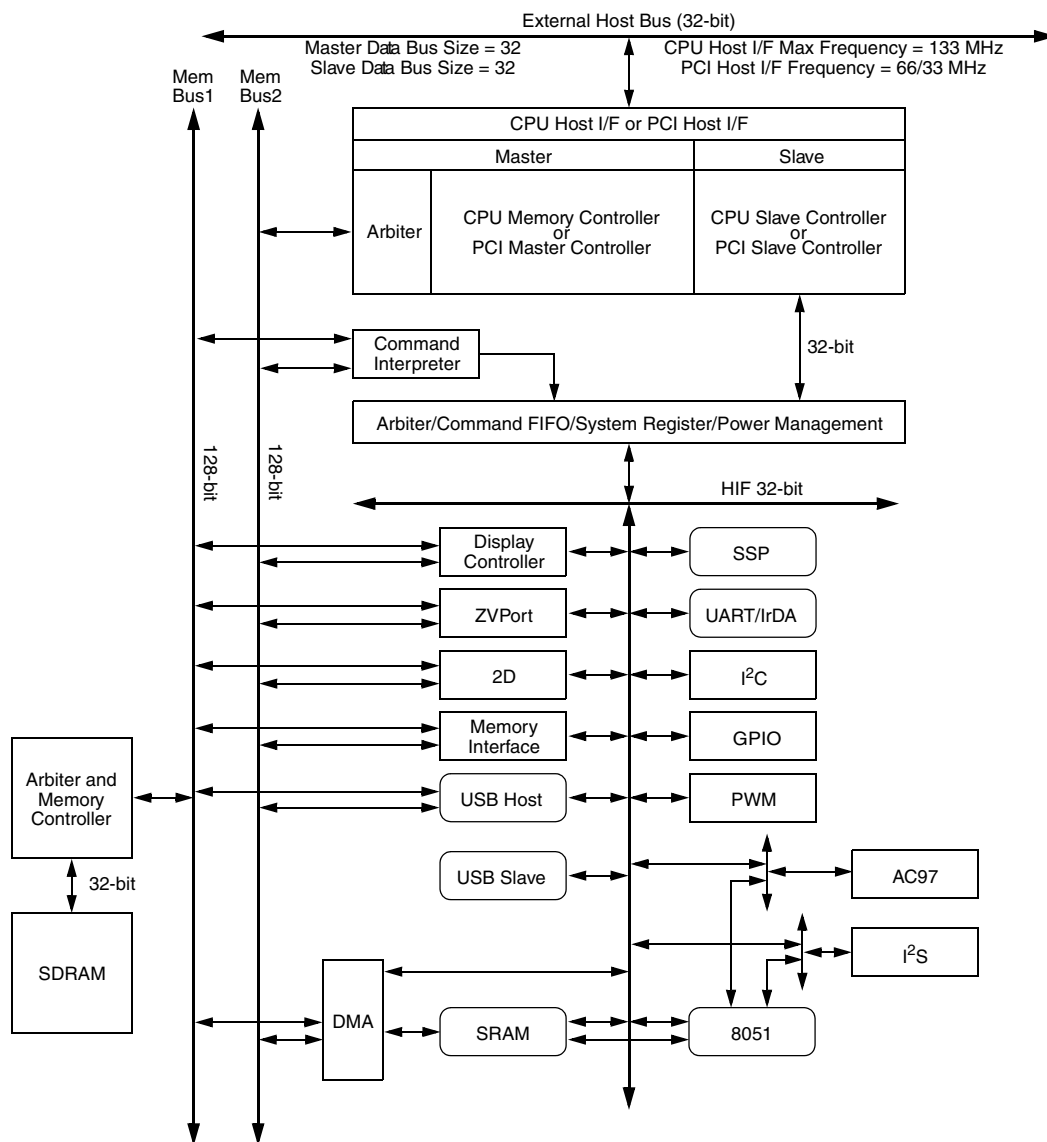 External Host Bus (32-bit)
Master Data Bus Size = 32
Slave Data Bus Size = 32
CPU Host I/F Max Frequency = 133 MHz
PCI Host I/F Frequency = 66/33 MHz
Mem
Bus1
Mem
Bus2
CPU Host I/F or PCI Host I/F
Master
Slave
Arbiter
CPU Memory Controller
or
PCI Master Controller
CPU Slave Controller
or
PCI Slave Controller
Command
Interpreter
32-bit
Arbiter/Command FIFO/System Register/Power Management
128-bit
128-bit
HIF 32-bit
Display
Controller
SSP
ZVPort
UART/IrDA
2D
I²C
Memory
Interface
GPIO
Arbiter and
Memory
Controller
USB Host
PWM
32-bit
USB Slave
AC97
SDRAM
I²S
DMA
SRAM
8051